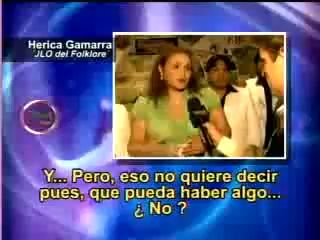 Herica Gamarra
'JLO del Folklore'
Y... Pero, eso no quiere decir
pues, que pueda haber algo...
¿ No ?